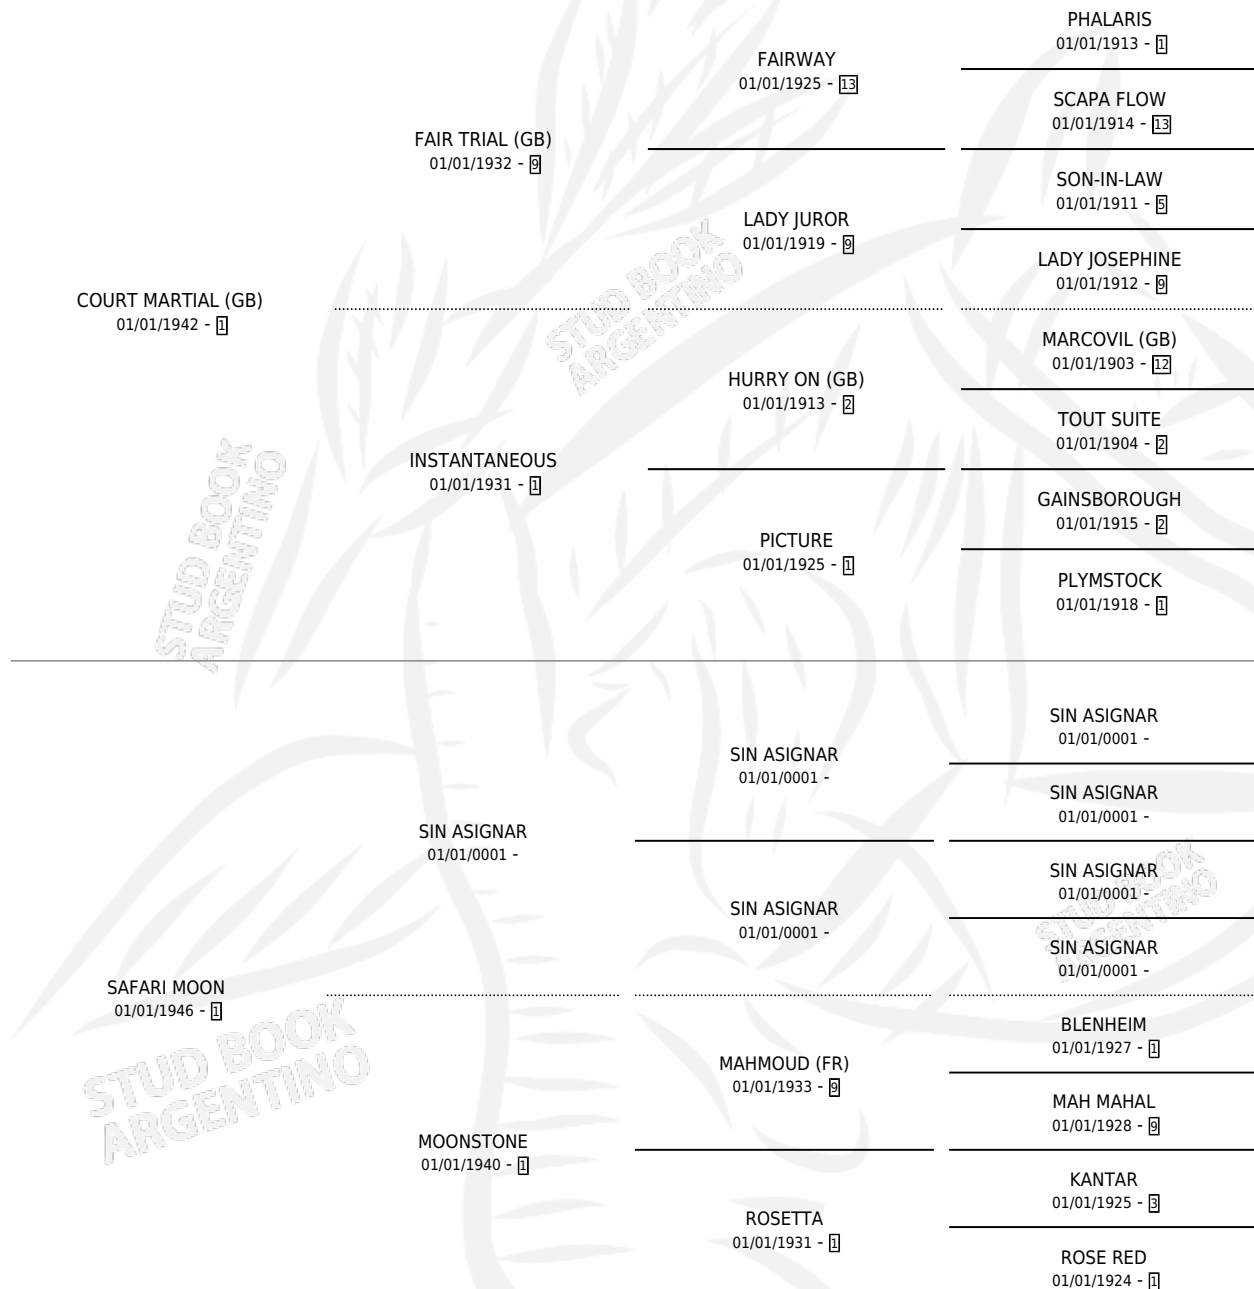 PHALARIS
01/01/1913 - 1
FAIRWAY
01/01/1925 - 13
SCAPA FLOW
01/01/1914 - 13
FAIR TRIAL (GB)
01/01/1932 - 9
SON-IN-LAW
01/01/1911 - 5
LADY JUROR
01/01/1919 - 9
LADY JOSEPHINE
01/01/1912 - 9
COURT MARTIAL (GB)
01/01/1942 - 1
MARCOVIL (GB)
01/01/1903 - 12
HURRY ON (GB)
01/01/1913 - 2
TOUT SUITE
01/01/1904 - 2
INSTANTANEOUS
01/01/1931 - 1
GAINSBOROUGH
01/01/1915 - 2
PICTURE
01/01/1925 - 1
PLYMSTOCK
01/01/1918 - 1
SIN ASIGNAR
01/01/0001 -
SIN ASIGNAR
01/01/0001 -
SIN ASIGNAR
01/01/0001 -
SIN ASIGNAR
01/01/0001 -
SIN ASIGNAR
01/01/0001 -
SIN ASIGNAR
01/01/0001 -
SIN ASIGNAR
01/01/0001 -
SAFARI MOON
01/01/1946 - 1
BLENHEIM
01/01/1927 - 1
MAHMOUD (FR)
01/01/1933 - 9
MAH MAHAL
01/01/1928 - 9
MOONSTONE
01/01/1940 - 1
KANTAR
01/01/1925 - 3
ROSETTA
01/01/1931 - 1
ROSE RED
01/01/1924 - 1
STUD BOOK
ARGENTINO
STUD BOOK
ARGENTINO
STUD BOOK
ARGENTINO
STUD BOOK
ARGENTINO